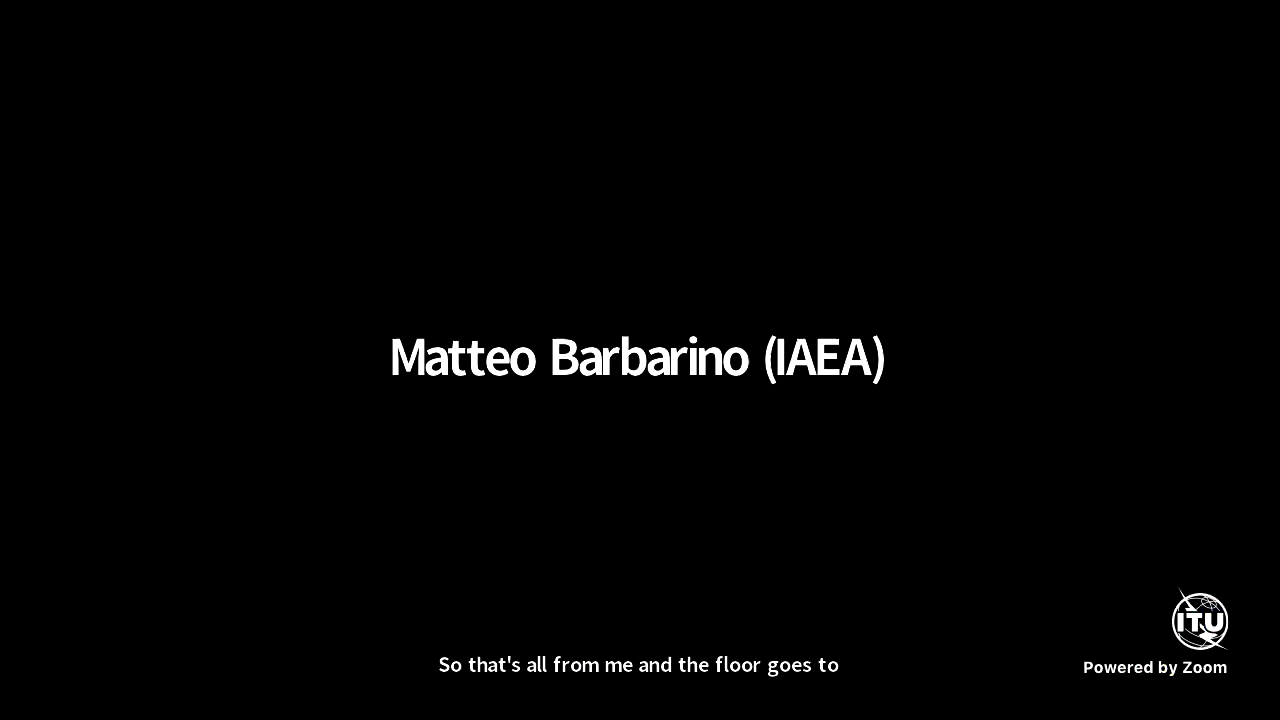 Matteo Barbarino (IAEA)
ITU
So that's all from me and the floor goes to
Powered by Zoom